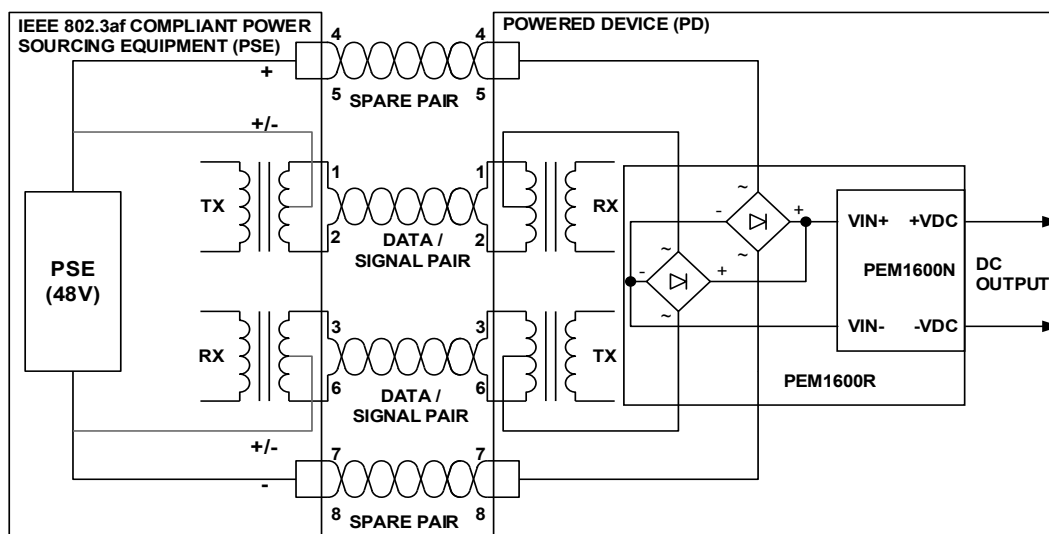 IEEE 802.3af COMPLIANT POWER
SOURCING EQUIPMENT (PSE)
POWERED DEVICE (PD)
4
4
+
5
SPARE PAIR
5
+/-
1
1
TX
RX
2
DATA /
SIGNAL PAIR
2
PSE
(48V)
~
-
+
~
~
-
+
~
VIN+
+VDC
PEM1600N
DC
OUTPUT
VIN-
-VDC
PEM1600R
3
3
RX
TX
6
DATA /
SIGNAL PAIR
6
+/-
7
7
-
8
SPARE PAIR
8